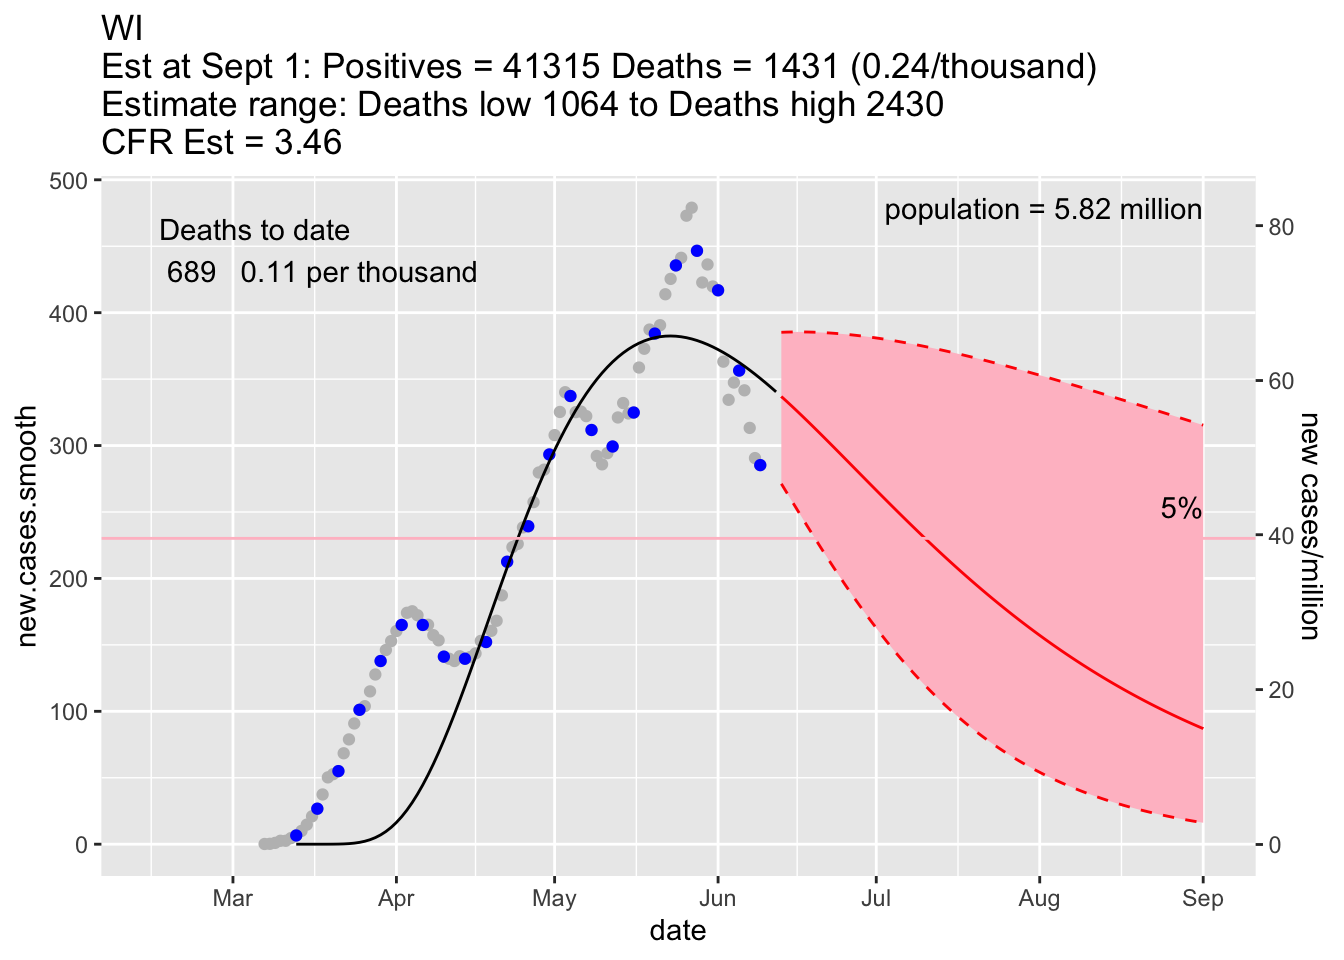 WI
Est at Sept 1: Positives = 41315 Deaths = 1431 (0.24/thousand)
Estimate range: Deaths low 1064 to Deaths high 2430
CFR Est = 3.46
500
400
300
200
100
0
new.cases.smooth
Deaths to date
689 0.11 per thousand
population = 5.82 million
5%
80
60
40
20
0
new cases/million
Mar Apr May Jun Jul Aug Sep
date